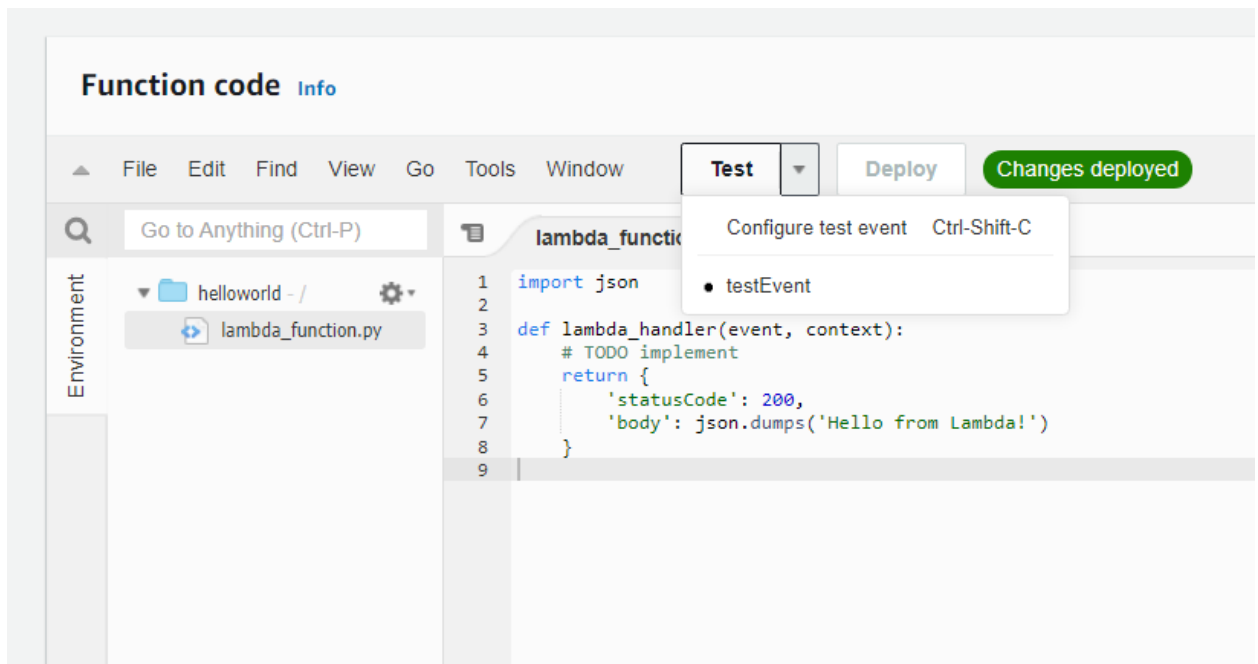 Function code Info
File Edit Find View Go Tools Window Test Deploy Changes deployed
Go to Anything (Ctrl-P)
Configure test event Ctrl-Shift-C
testEvent
Environment
helloworld - /
lambda_function.py
1 import json
2
3 def lambda_handler(event, context):
4 # TODO implement
5 return {
6 'statusCode': 200,
7 'body': json.dumps('Hello from Lambda!')
8 }
9